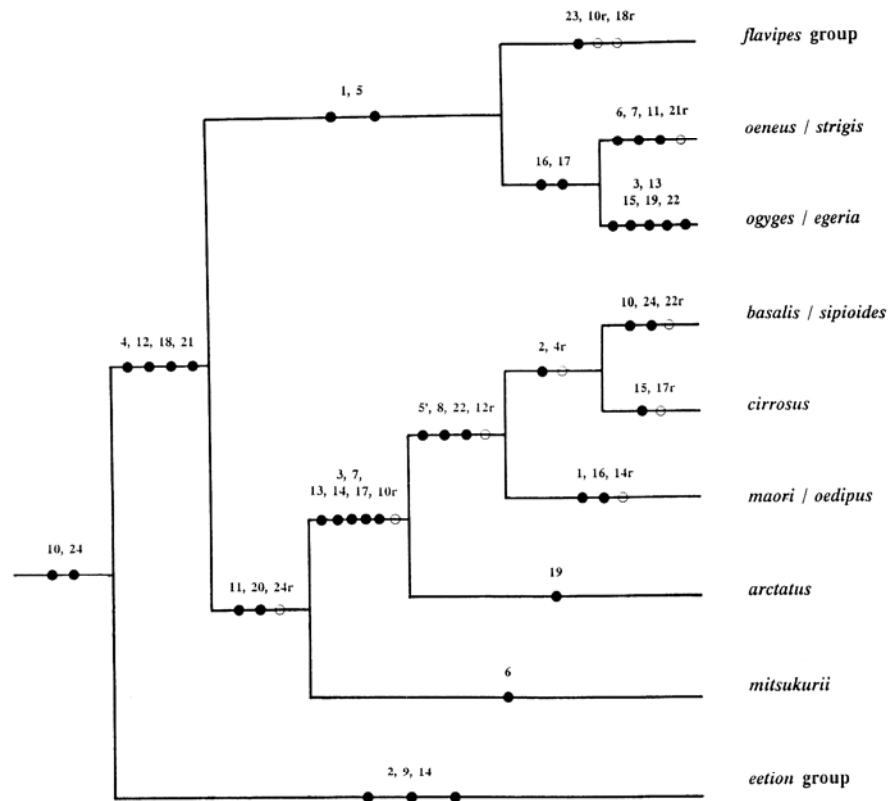 23, 10r, 18r
flavipes group
1, 5
6, 7, 11, 21r
oeneus / strigis
16, 17
3, 13
15, 19, 22
ogyges / egeria
10, 24, 22r
basalis / sipioides
2, 4r
4, 12, 18, 21
15, 17r
cirrosus
5', 8, 22, 12r
3, 7,
13, 14, 17, 10r
1, 16, 14r
maori / oedipus
10, 24
11, 20, 24r
19
arctatus
6
mitsukurii
2, 9, 14
eetion group